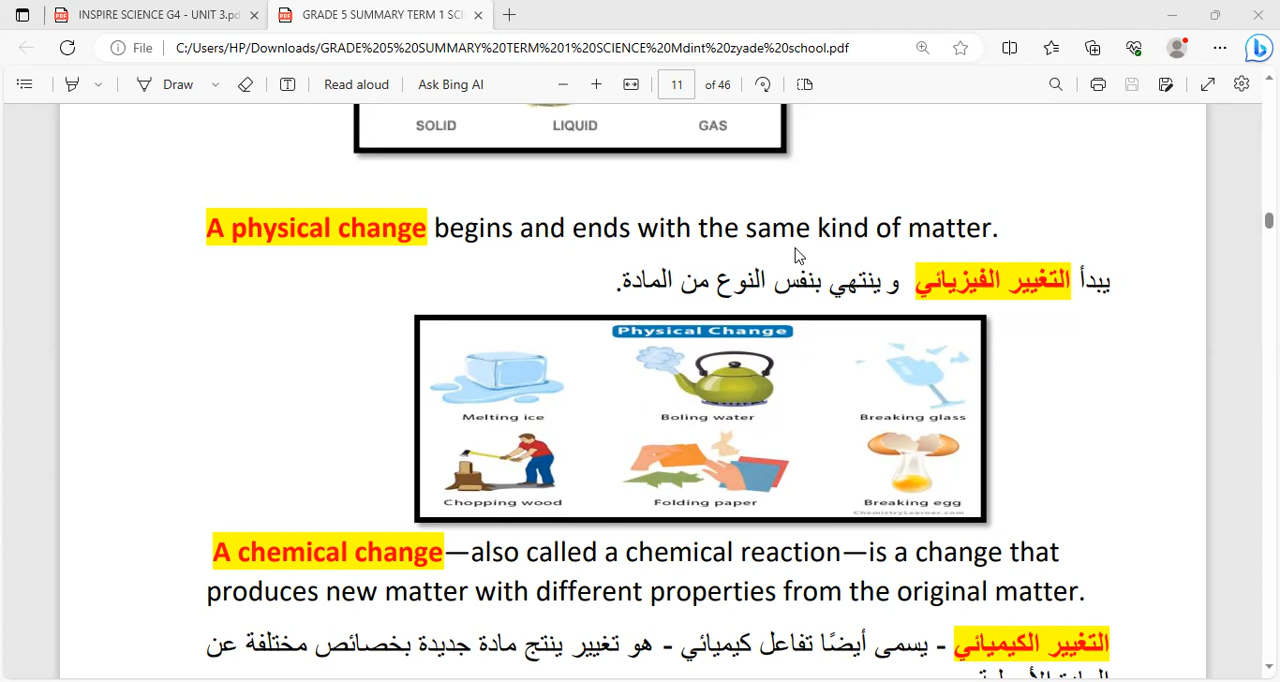 INSPIRE SCIENCE G4 - UNIT 3.pd
GRADE 5 SUMMARY TERM 1 SCI
File
C:/Users/HP/Downloads/GRADE%205%20SUMMARY%20TERM%201%20SCIENCE%20Mdint%20zyade%20school.pdf
Draw
Read aloud
Ask Bing AI
11 of 46
SOLID LIQUID GAS
A physical change begins and ends with the same kind of matter.
يبدأ التغيير الفيزيائي و ينتهي بنفس النوع من المادة.
Physical Change
Melting ice Boling water Breaking glass
Chopping wood Folding paper Breaking egg
ChemistryLearner.com
A chemical change—also called a chemical reaction—is a change that
produces new matter with different properties from the original matter.
التغيير الكيميائي - يسمى أيضًا تفاعل كيميائي - هو تغيير ينتج مادة جديدة بخصائص مختلفة عن